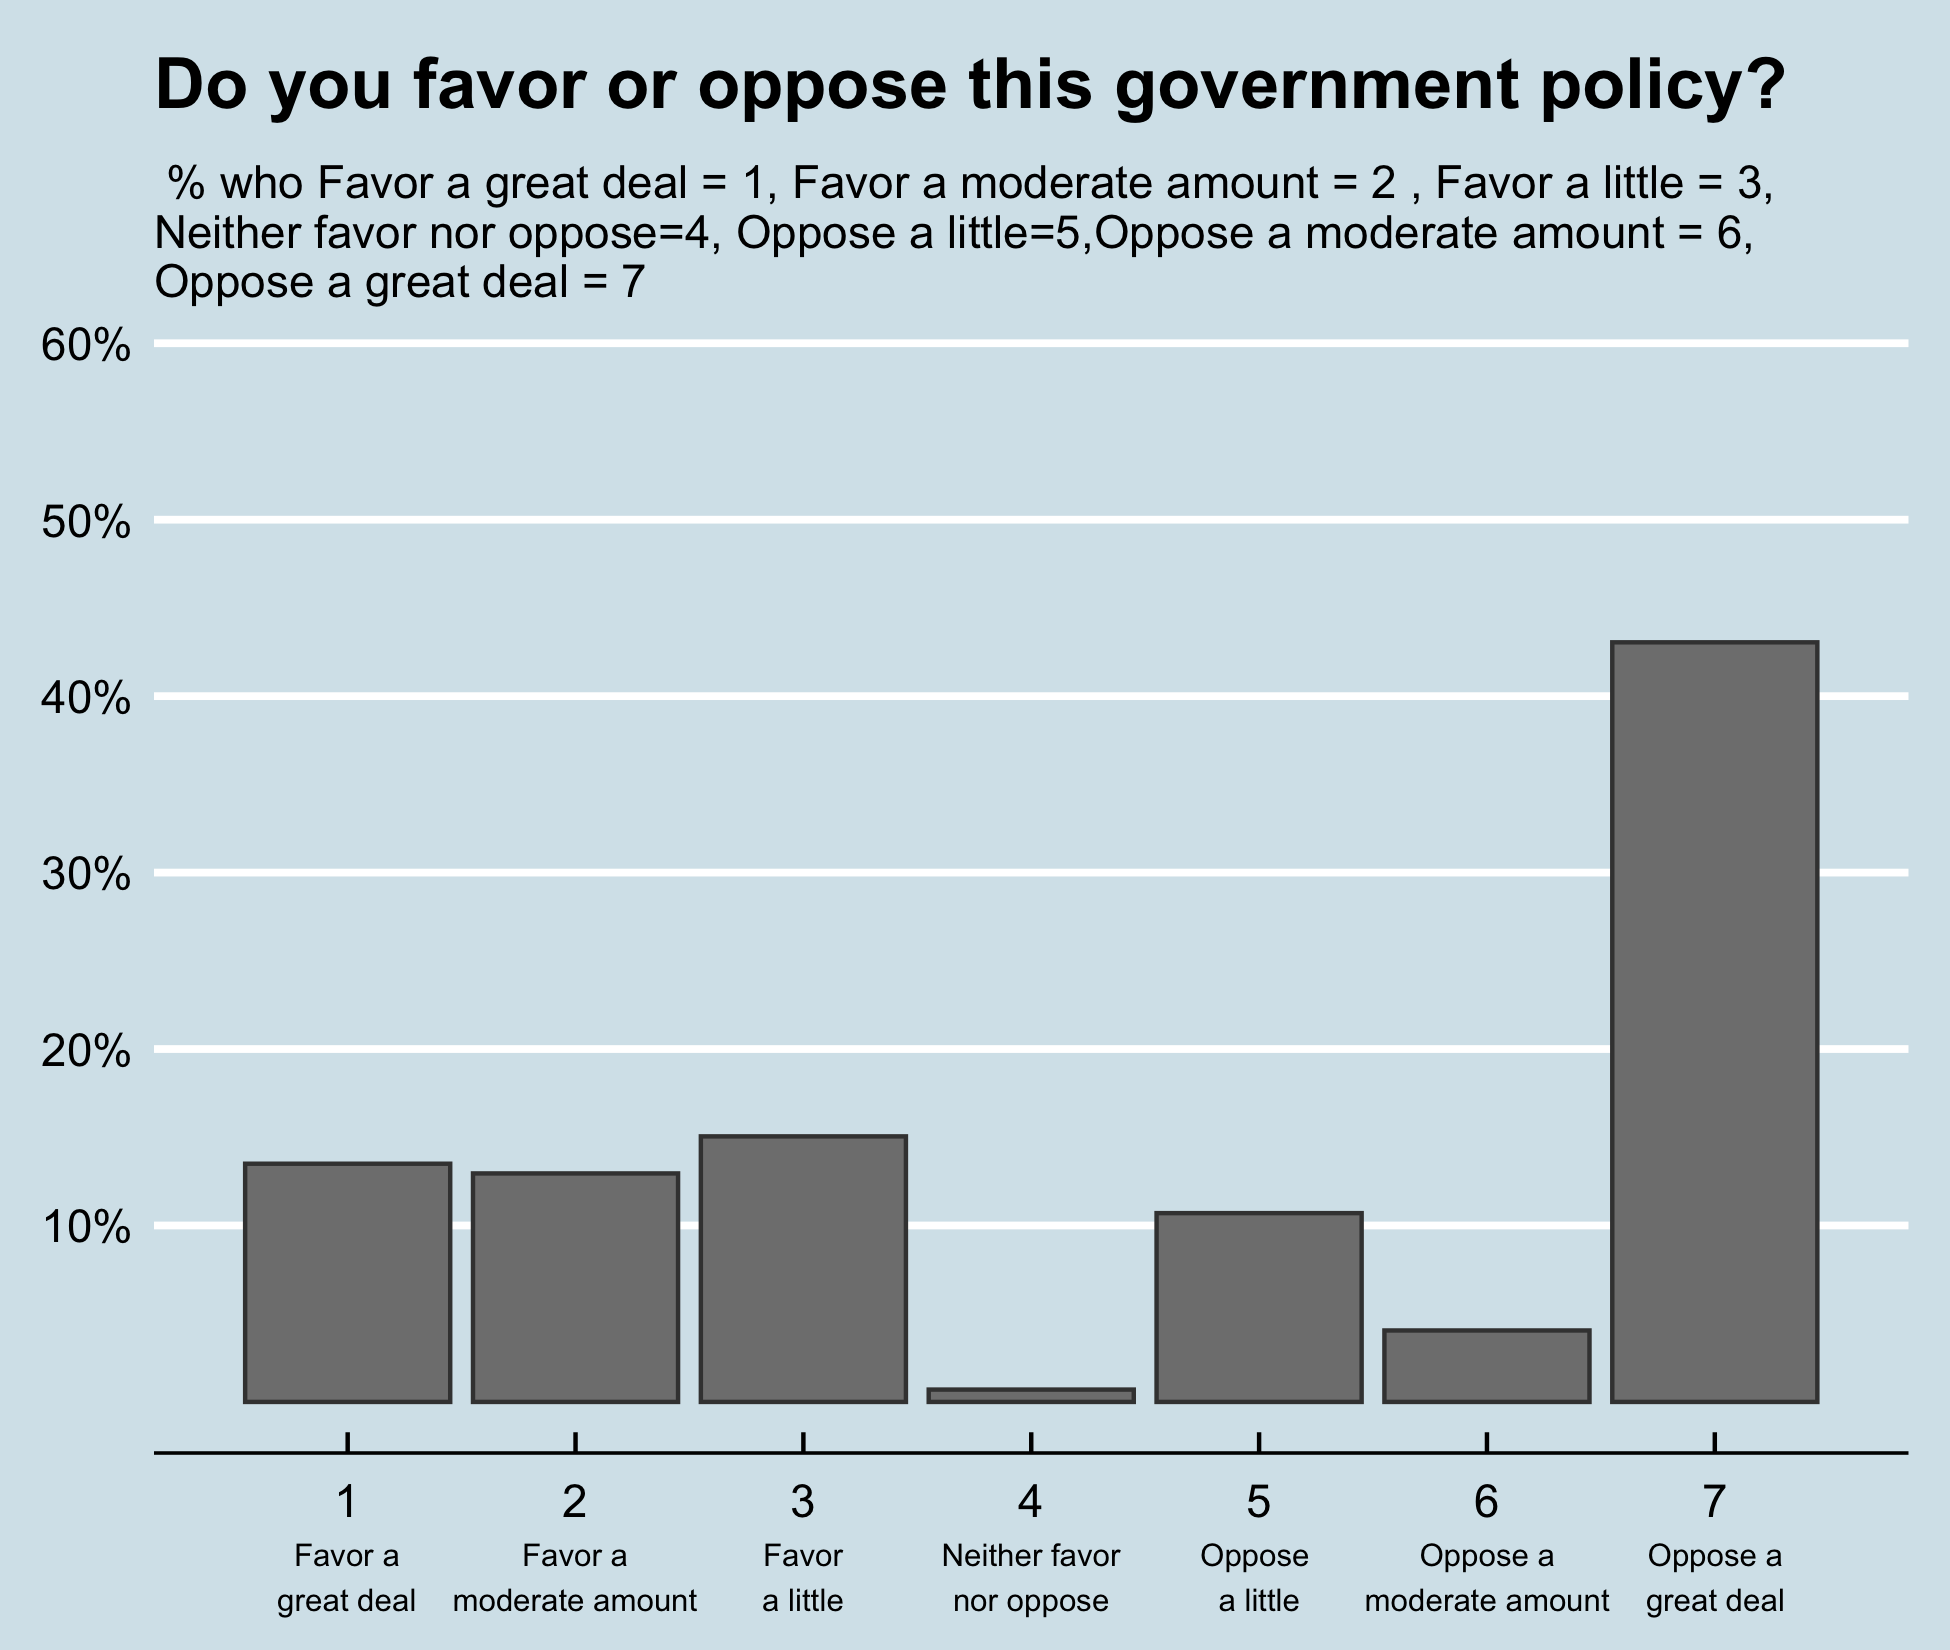 Do you favor or oppose this government policy?
% who Favor a great deal = 1, Favor a moderate amount = 2 , Favor a little = 3,
Neither favor nor oppose=4, Oppose a little=5,Oppose a moderate amount = 6,
Oppose a great deal = 7
60%
50%
40%
30%
20%
10%
1 2 3 4 5 6 7
Favor a Favor a Favor Neither favor Oppose Oppose a Oppose a
great deal moderate amount a little nor oppose a little moderate amount great deal